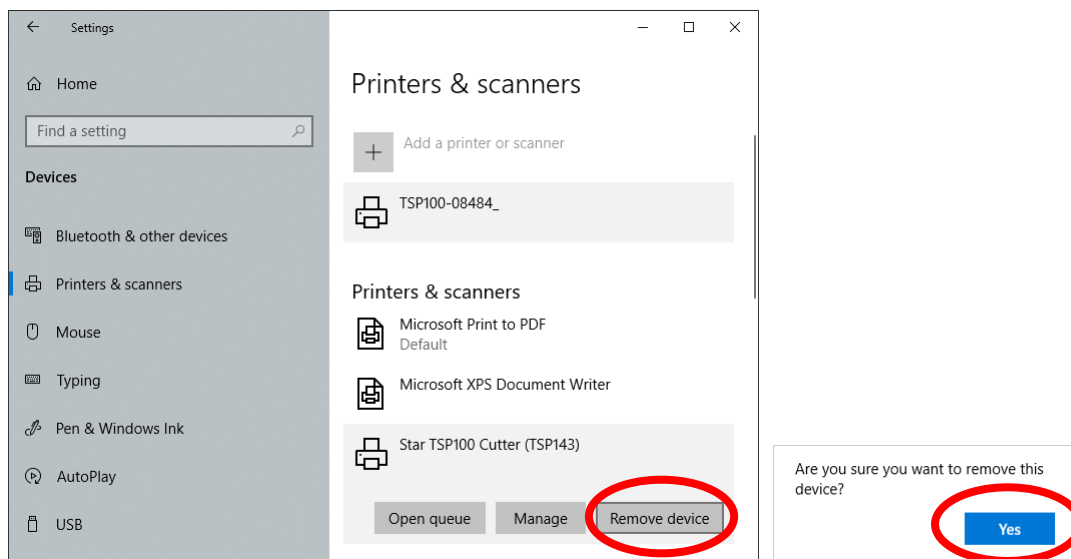 Settings
Home
Find a setting
Devices
Bluetooth & other devices
Printers & scanners
Mouse
Typing
Pen & Windows Ink
AutoPlay
USB
Printers & scanners
Add a printer or scanner
TSP100-08484_
Printers & scanners
Microsoft Print to PDF
Default
Microsoft XPS Document Writer
Star TSP100 Cutter (TSP143)
Open queue Manage Remove device
Are you sure you want to remove this
device?
Yes